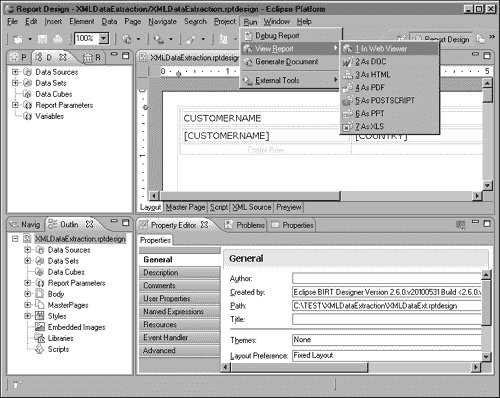 Report Design - XMLDataExtraction/XMLDataExtraction.rptdesign - Eclipse Platform
File Edit Insert Element Data Page Navigate Search Project Run Window Help
100%
Report Design
Debug Report
View Report
Generate Document
External Tools
1 In Web Viewer
2 As DOC
3 As HTML
4 As PDF
5 As POSTSCRIPT
6 As PPT
7 As XLS
P
D
Data Sources
Data Sets
Data Cubes
Report Parameters
Variables
*XMLDataExtraction.rptdesign
CUSTOMERNAME
[CUSTOMERNAME]
[COUNTRY]
Footer Row
Layout Master Page Script XML Source Preview
Navig
Outlin
XMLDataExtraction.rptdesign
Data Sources
Data Sets
Data Cubes
Report Parameters
Body
MasterPages
Styles
Embedded Images
Libraries
Scripts
Property Editor
Problems
Properties
Properties
General
Description
Comments
User Properties
Named Expressions
Resources
Event Handler
Advanced
General
Author:
Created by:
Eclipse BIRT Designer Version 2.6.0.v20100531 Build <2.6.0.v
Path:
C:\TEST\XMLDataExtraction\XMLDataExt.rptdesign
Title:
Themes:
None
Layout Preference:
Fixed Layout